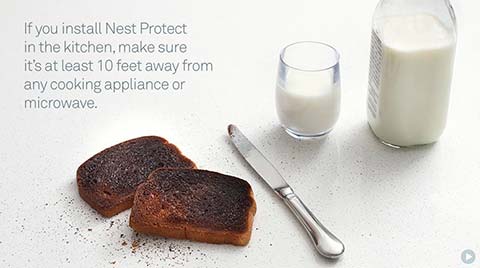 If you install Nest Protect
in the kitchen, make sure
it's at least 10 feet away from
any cooking appliance or
microwave.